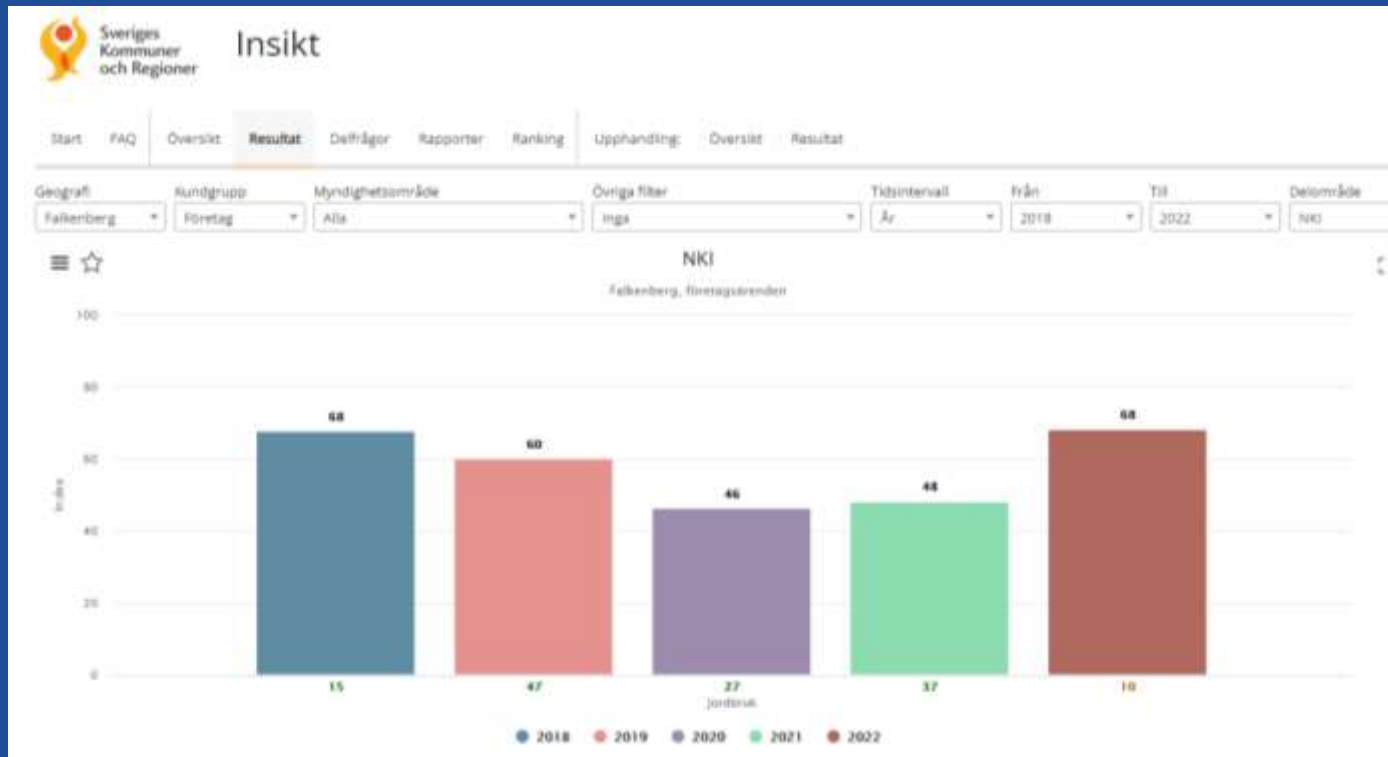 Sveriges
Kommuner
och Regioner
Insikt
Start FAQ Översikt Resultat Delfrågor Rapporter Ranking Upphandling: Översikt Resultat
Geografi Kundgrupp Myndighetsområde Övriga filter Tidsintervall Från Till Delområde
Falkenberg Företag Alla Inga År 2018 2022 NKI
NKI
Falkenberg, företagsärenden
100
80
60
40
20
0
Index
68
60
46
48
68
15 47 27 37 10
Jordbruk
2018 2019 2020 2021 2022